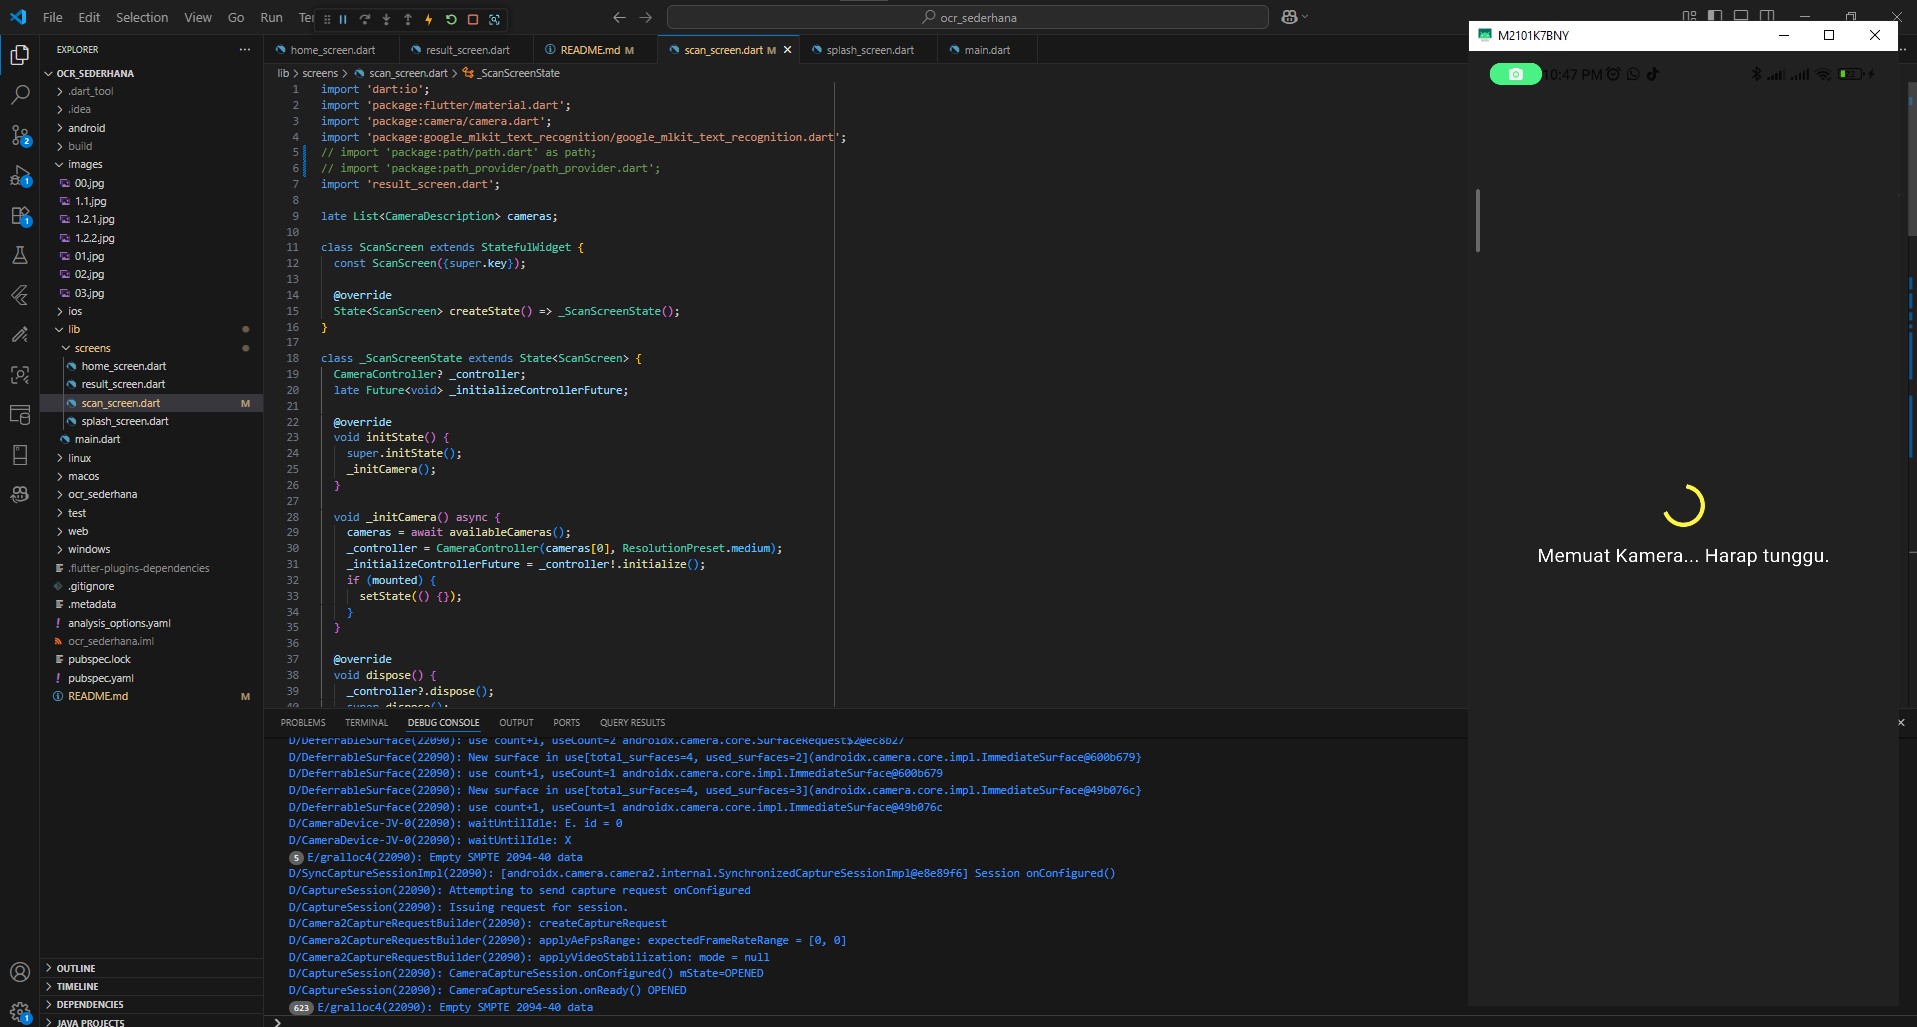 File Edit Selection View Go Run Ter
ocr_sederhana
EXPLORER
OCR_SEDERHANA
.dart_tool
.idea
android
build
images
00.jpg
1.1.jpg
1.2.1.jpg
1.2.2.jpg
01.jpg
02.jpg
03.jpg
ios
lib
screens
home_screen.dart
result_screen.dart
scan_screen.dart M
splash_screen.dart
main.dart
linux
macos
ocr_sederhana
test
web
windows
.flutter-plugins-dependencies
.gitignore
.metadata
analysis_options.yaml
ocr_sederhana.iml
pubspec.lock
pubspec.yaml
README.md M
OUTLINE
TIMELINE
DEPENDENCIES
JAVA PROJECTS
2
1
1
1
home_screen.dart result_screen.dart README.md M scan_screen.dart M splash_screen.dart main.dart
lib > screens > scan_screen.dart > _ScanScreenState
1 import 'dart:io';
2 import 'package:flutter/material.dart';
3 import 'package:camera/camera.dart';
4 import 'package:google_mlkit_text_recognition/google_mlkit_text_recognition.dart';
5 // import 'package:path/path.dart' as path;
6 // import 'package:path_provider/path_provider.dart';
7 import 'result_screen.dart';
8
9 late List<CameraDescription> cameras;
10
11 class ScanScreen extends StatefulWidget {
12 const ScanScreen({super.key});
13
14 @override
15 State<ScanScreen> createState() => _ScanScreenState();
16 }
17
18 class _ScanScreenState extends State<ScanScreen> {
19 CameraController? _controller;
20 late Future<void> _initializeControllerFuture;
21
22 @override
23 void initState() {
24 super.initState();
25 _initCamera();
26 }
27
28 void _initCamera() async {
29 cameras = await availableCameras();
30 _controller = CameraController(cameras[0], ResolutionPreset.medium);
31 _initializeControllerFuture = _controller!.initialize();
32 if (mounted) {
33 setState(() {});
34 }
35 }
36
37 @override
38 void dispose() {
39 _controller?.dispose();
40 super.dispose();
PROBLEMS TERMINAL DEBUG CONSOLE OUTPUT PORTS QUERY RESULTS
D/DeferrableSurface(22090): use count+1, useCount=2 androidx.camera.core.SurfaceRequest$2@ec8b27
D/DeferrableSurface(22090): New surface in use[total_surfaces=4, used_surfaces=2](androidx.camera.core.impl.ImmediateSurface@600b679}
D/DeferrableSurface(22090): use count+1, useCount=1 androidx.camera.core.impl.ImmediateSurface@600b679
D/DeferrableSurface(22090): New surface in use[total_surfaces=4, used_surfaces=3](androidx.camera.core.impl.ImmediateSurface@49b076c}
D/DeferrableSurface(22090): use count+1, useCount=1 androidx.camera.core.impl.ImmediateSurface@49b076c
D/CameraDevice-JV-0(22090): waitUntilIdle: E. id = 0
D/CameraDevice-JV-0(22090): waitUntilIdle: X
5 E/gralloc4(22090): Empty SMPTE 2094-40 data
D/SyncCaptureSessionImpl(22090): [androidx.camera.camera2.internal.SynchronizedCaptureSessionImpl@e8e89f6] Session onConfigured()
D/CaptureSession(22090): Attempting to send capture request onConfigured
D/CaptureSession(22090): Issuing request for session.
D/Camera2CaptureRequestBuilder(22090): createCaptureRequest
D/Camera2CaptureRequestBuilder(22090): applyAeFpsRange: expectedFrameRateRange = [0, 0]
D/Camera2CaptureRequestBuilder(22090): applyVideoStabilization: mode = null
D/CaptureSession(22090): CameraCaptureSession.onConfigured() mState=OPENED
D/CaptureSession(22090): CameraCaptureSession.onReady() OPENED
623 E/gralloc4(22090): Empty SMPTE 2094-40 data
M2101K7BNY
10:47 PM
Memuat Kamera... Harap tunggu.